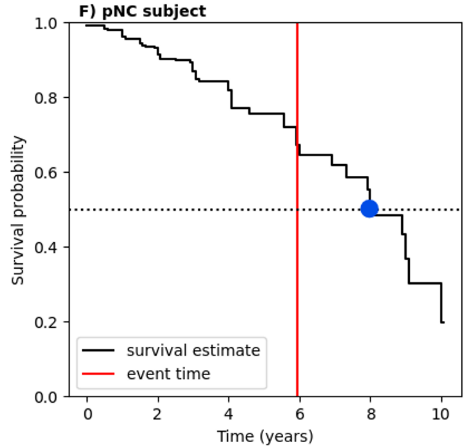 F) pNC subject
1.0
0.8
0.6
0.4
0.2
0.0
Survival probability
survival estimate
event time
0 2 4 6 8 10
Time (years)